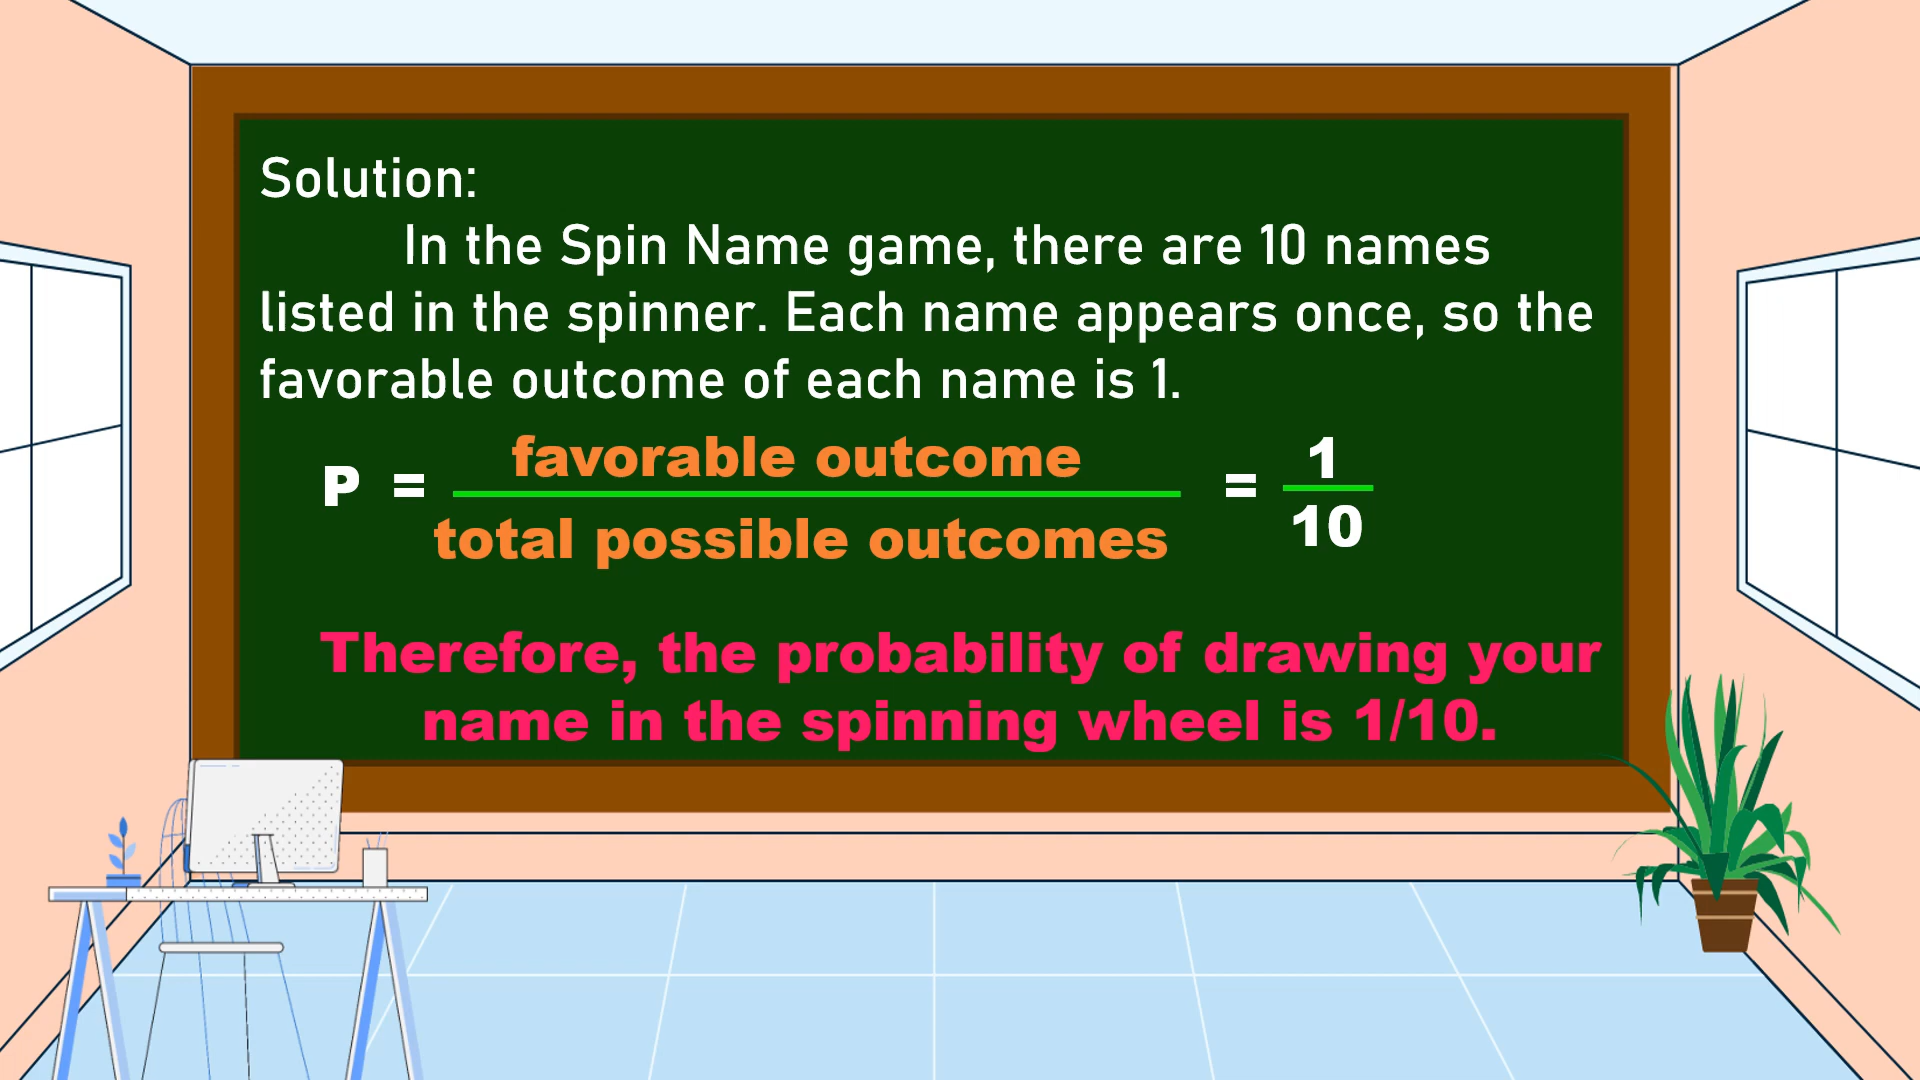 Solution:
In the Spin Name game, there are 10 names
listed in the spinner. Each name appears once, so the
favorable outcome of each name is 1.
P = favorable outcome / total possible outcomes = 1 / 10
Therefore, the probability of drawing your
name in the spinning wheel is 1/10.